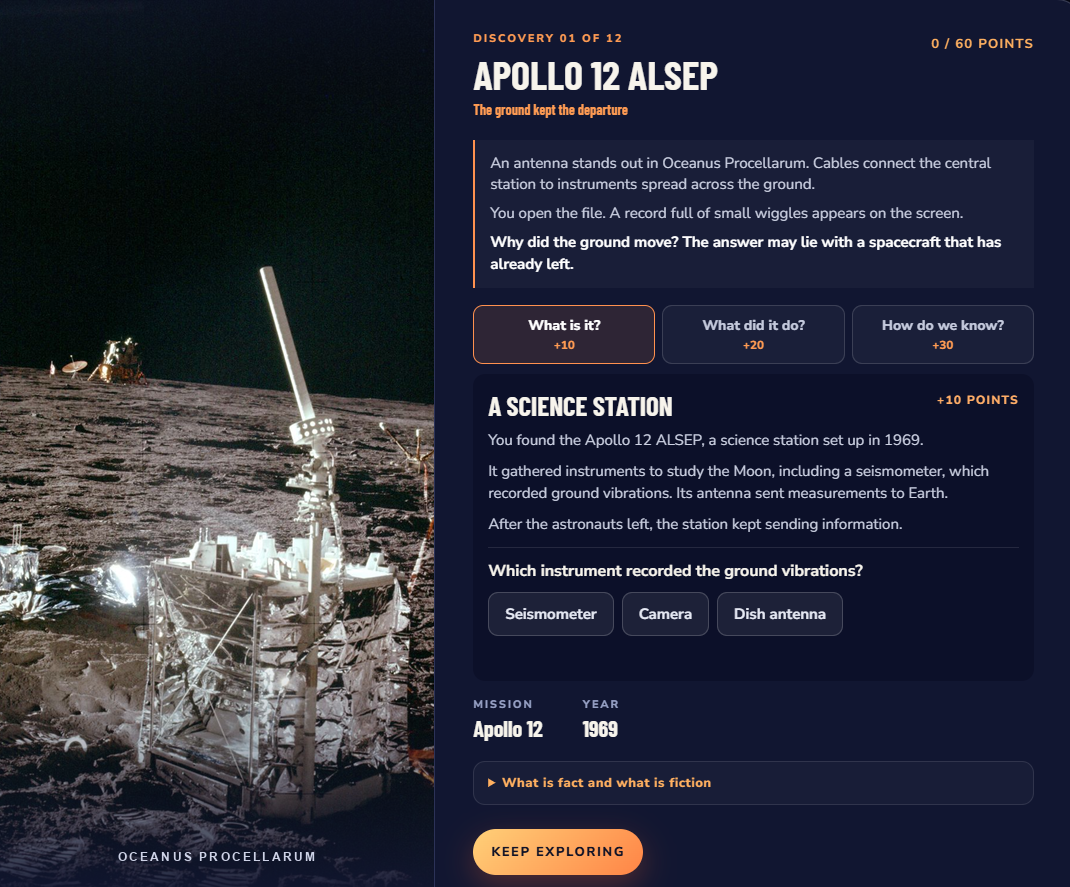 DISCOVERY 01 OF 12
0 / 60 POINTS
APOLLO 12 ALSEP
The ground kept the departure
An antenna stands out in Oceanus Procellarum. Cables connect the central
station to instruments spread across the ground.
You open the file. A record full of small wiggles appears on the screen.
Why did the ground move? The answer may lie with a spacecraft that has
already left.
What is it?
+10
What did it do?
+20
How do we know?
+30
A SCIENCE STATION
+10 POINTS
You found the Apollo 12 ALSEP, a science station set up in 1969.
It gathered instruments to study the Moon, including a seismometer, which
recorded ground vibrations. Its antenna sent measurements to Earth.
After the astronauts left, the station kept sending information.
Which instrument recorded the ground vibrations?
Seismometer
Camera
Dish antenna
MISSION
Apollo 12
YEAR
1969
What is fact and what is fiction
KEEP EXPLORING
OCEANUS PROCELLARUM